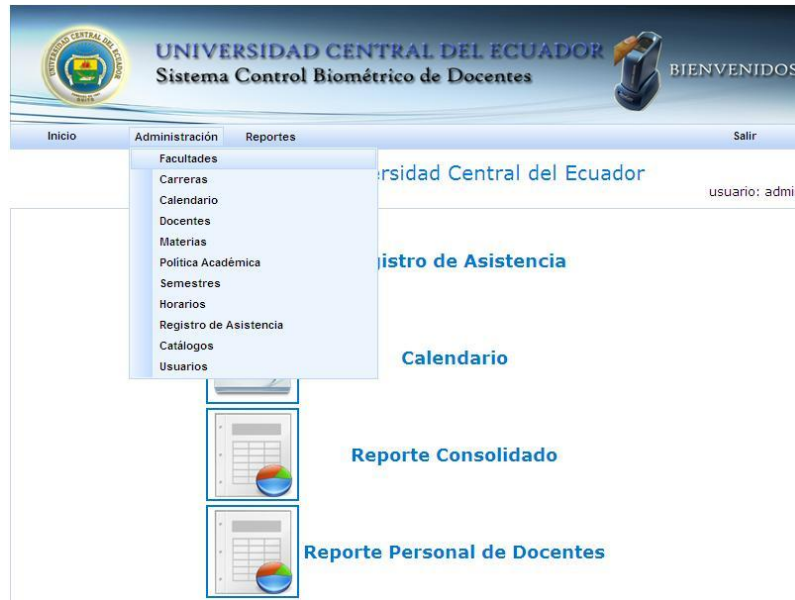 UNIVERSIDAD CENTRAL DEL ECUADOR
Sistema Control Biométrico de Docentes
BIENVENIDOS
Inicio Administración Reportes Salir
Facultades
Carreras
Calendario
Docentes
Materias
Política Académica
Semestres
Horarios
Registro de Asistencia
Catálogos
Usuarios
rsidad Central del Ecuador
usuario: admi
istro de Asistencia
Calendario
Reporte Consolidado
Reporte Personal de Docentes